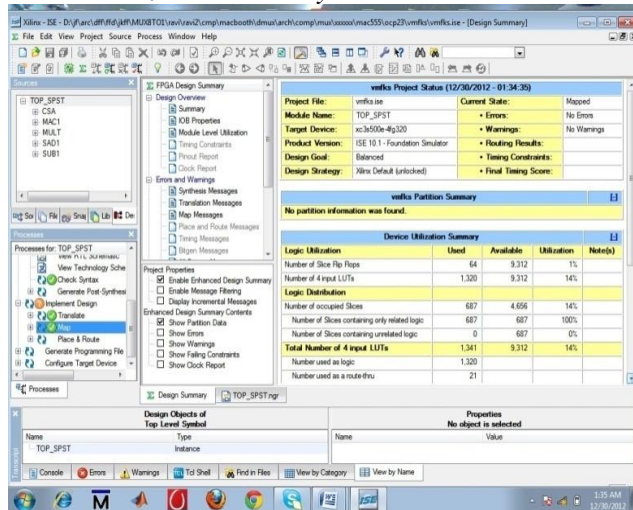 Xilinx - ISE - D:\jf\arc\dff\fd\jkff\MUX8TO1\ravi\ravi2\cmp\macbooth\dmus\arch\comp\mux\xxxxx\mac555\ocp23\vmfks\vmfks.ise - [Design Summary]
File Edit View Project Source Process Window Help
Sources
TOP_SPST
CSA
MAC1
MULT
SAD1
SUB1
Processes
Processes for: TOP_SPST
View RTL Schematic
View Technology Sche
Check Syntax
Generate Post-Synthesi
Implement Design
Translate
Map
Place & Route
Generate Programming File
Configure Target Device
Processes
FPGA Design Summary
Design Overview
Summary
IOB Properties
Module Level Utilization
Timing Constraints
Pinout Report
Clock Report
Errors and Warnings
Synthesis Messages
Translation Messages
Map Messages
Place and Route Messages
Timing Messages
Bitgen Messages
Project Properties
Enable Enhanced Design Summary
Enable Message Filtering
Display Incremental Messages
Enhanced Design Summary Contents
Show Partition Data
Show Errors
Show Warnings
Show Failing Constraints
Show Clock Report
Design Summary
TOP_SPST.ngr
vmfks Project Status (12/30/2012 - 01:34:35)
Project File: vmfks.ise Current State: Mapped
Module Name: TOP_SPST • Errors: No Errors
Target Device: xc3s500e-4fg320 • Warnings: No Warnings
Product Version: ISE 10.1 - Foundation Simulator • Routing Results:
Design Goal: Balanced • Timing Constraints:
Design Strategy: Xilinx Default (unlocked) • Final Timing Score:
vmfks Partition Summary
No partition information was found.
Device Utilization Summary
Logic Utilization Used Available Utilization Note(s)
Number of Slice Flip Flops 64 9,312 1%
Number of 4 input LUTs 1,320 9,312 14%
Logic Distribution
Number of occupied Slices 687 4,656 14%
Number of Slices containing only related logic 687 687 100%
Number of Slices containing unrelated logic 0 687 0%
Total Number of 4 input LUTs 1,341 9,312 14%
Number used as logic 1,320
Number used as a route-thru 21
Design Objects of
Top Level Symbol
Name Type
TOP_SPST Instance
Properties
No object is selected
Name Value
Transcript
Console Errors Warnings Tcl Shell Find in Files View by Category View by Name
ISE
1:35 AM
12/30/2012